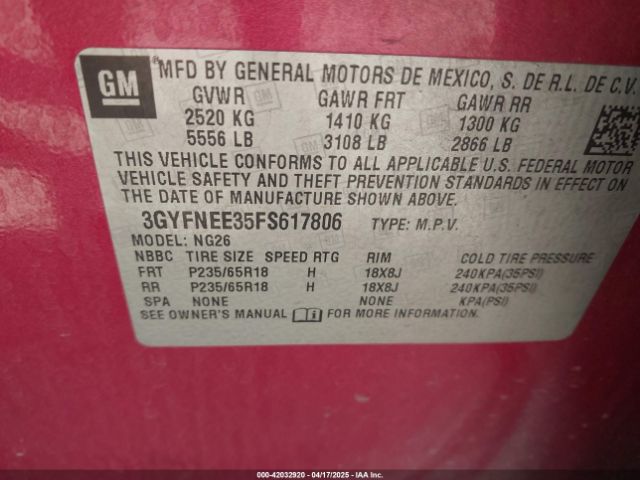 GM
MFD BY GENERAL MOTORS DE MEXICO, S. DE R.L. DE C.V.
GVWR GAWR FRT GAWR RR
2520 KG 1410 KG 1300 KG
5556 LB 3108 LB 2866 LB
THIS VEHICLE CONFORMS TO ALL APPLICABLE U.S. FEDERAL MOTOR
VEHICLE SAFETY AND THEFT PREVENTION STANDARDS IN EFFECT ON
THE DATE OF MANUFACTURE SHOWN ABOVE.
3GYFNEE35FS617806 TYPE: M.P.V.
MODEL: NG26
NBBC TIRE SIZE SPEED RTG RIM COLD TIRE PRESSURE
FRT P235/65R18 H 18X8J 240KPA(35PSI)
RR P235/65R18 H 18X8J 240KPA(35PSI)
SPA NONE NONE KPA(PSI)
SEE OWNER'S MANUAL FOR MORE INFORMATION.
000-42032920 - 04/17/2025 - IAA Inc.